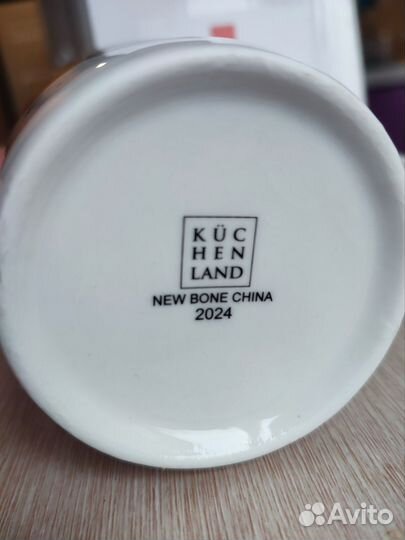 KÜC
HEN
LAND
NEW BONE CHINA
2024
Avito